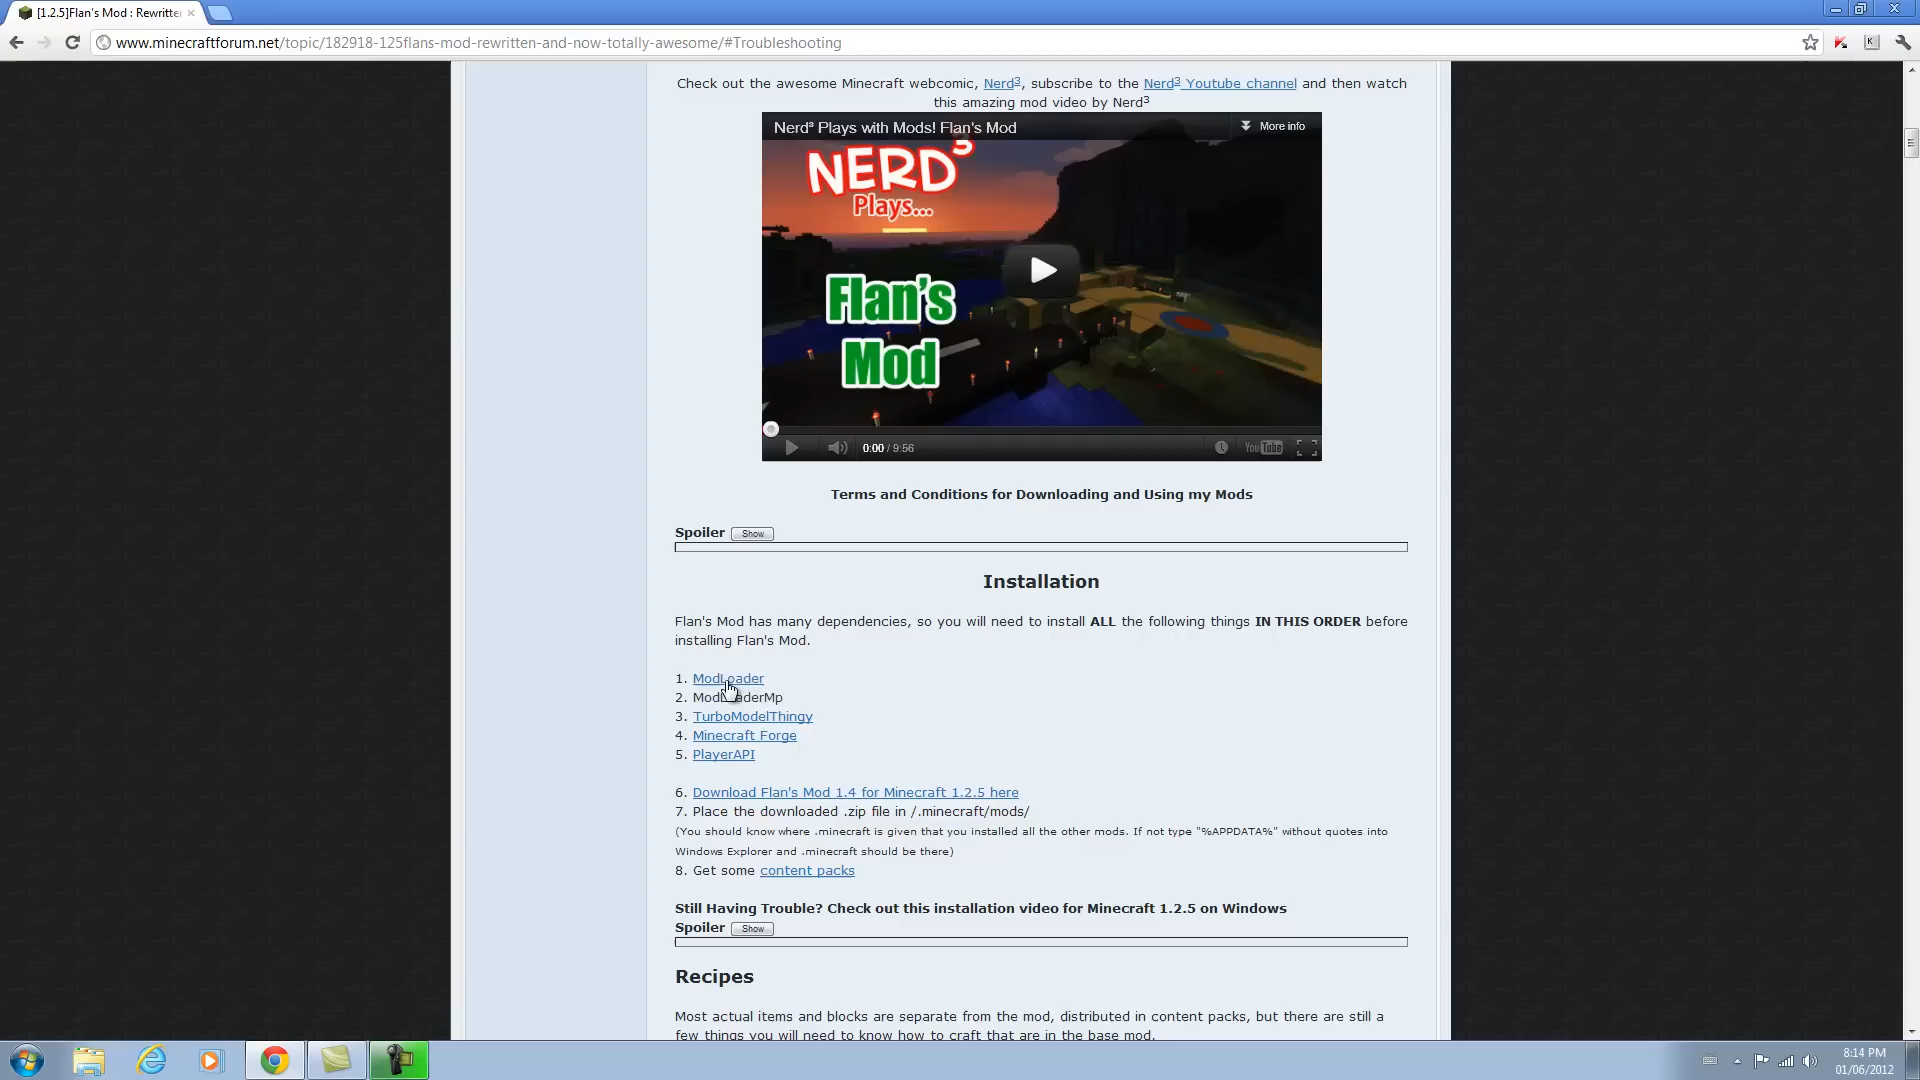 [1.2.5]Flan's Mod : Rewritte
www.minecraftforum.net/topic/182918-125flans-mod-rewritten-and-now-totally-awesome/#Troubleshooting
Check out the awesome Minecraft webcomic, Nerd³, subscribe to the Nerd³ Youtube channel and then watch
this amazing mod video by Nerd³
Nerd³ Plays with Mods! Flan's Mod
More info
NERD³
Plays...
Flan's
Mod
0:00 / 9:56
YouTube
Terms and Conditions for Downloading and Using my Mods
Spoiler Show
Installation
Flan's Mod has many dependencies, so you will need to install ALL the following things IN THIS ORDER before
installing Flan's Mod.
1. ModLoader
2. ModLoaderMp
3. TurboModelThingy
4. Minecraft Forge
5. PlayerAPI
6. Download Flan's Mod 1.4 for Minecraft 1.2.5 here
7. Place the downloaded .zip file in /.minecraft/mods/
(You should know where .minecraft is given that you installed all the other mods. If not type "%APPDATA%" without quotes into
Windows Explorer and .minecraft should be there)
8. Get some content packs
Still Having Trouble? Check out this installation video for Minecraft 1.2.5 on Windows
Spoiler Show
Recipes
Most actual items and blocks are separate from the mod, distributed in content packs, but there are still a
few things you will need to know how to craft that are in the base mod.
8:14 PM
01/06/2012